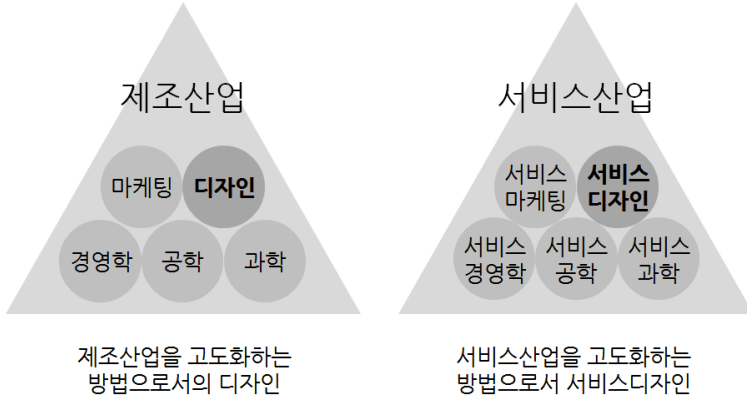 제조산업
마케팅
디자인
경영학
공학
과학
제조산업을 고도화하는
방법으로서의 디자인
서비스산업
서비스
마케팅
서비스
디자인
서비스
경영학
서비스
공학
서비스
과학
서비스산업을 고도화하는
방법으로서 서비스디자인